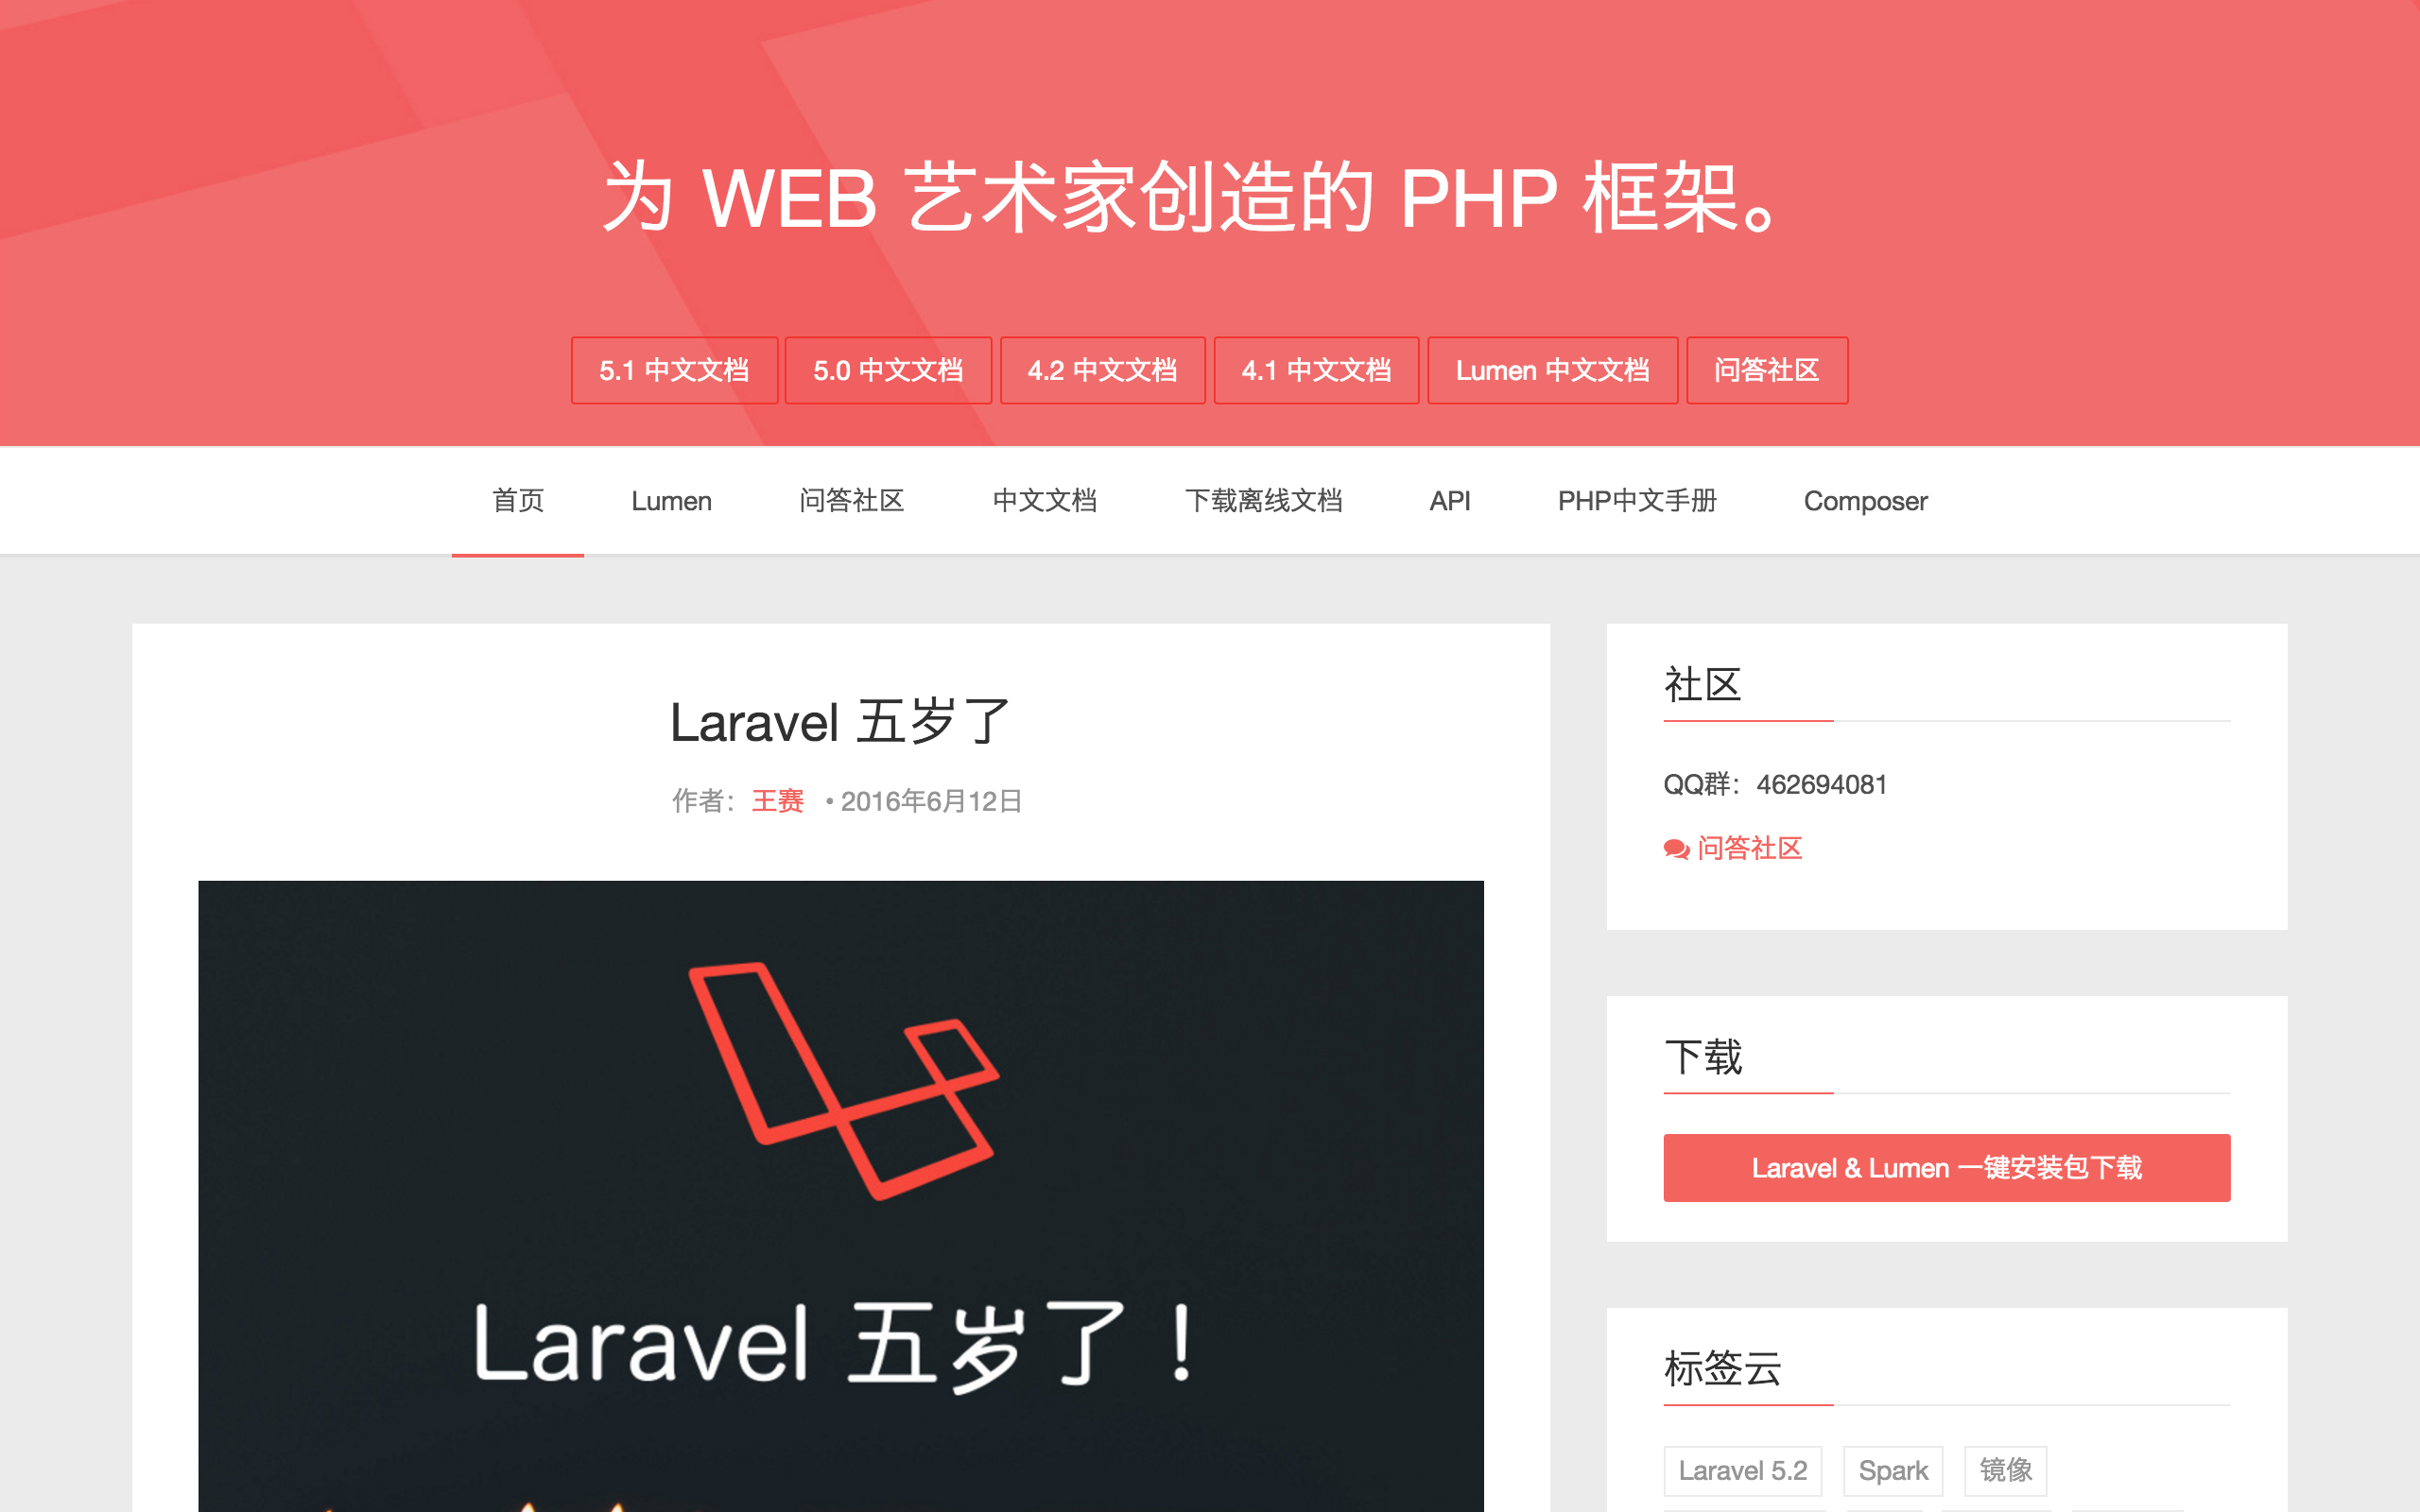 为 WEB 艺术家创造的 PHP 框架。
5.1 中文文档 5.0 中文文档 4.2 中文文档 4.1 中文文档 Lumen 中文文档 问答社区
首页 Lumen 问答社区 中文文档 下载离线文档 API PHP中文手册 Composer
Laravel 五岁了
作者：王赛 • 2016年6月12日
Laravel 五岁了！
社区
QQ群：462694081
问答社区
下载
Laravel & Lumen 一键安装包下载
标签云
Laravel 5.2 Spark 镜像